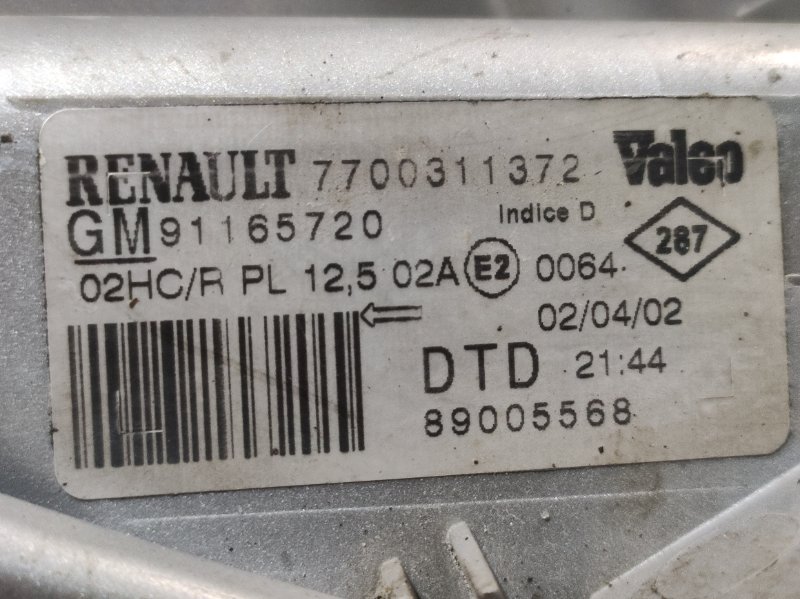 RENAULT 7700311372 Valeo
GM 91165720 Indice D 287
02HC/R PL 12,5 02A E2 0064
02/04/02
DTD 21:44
89005568